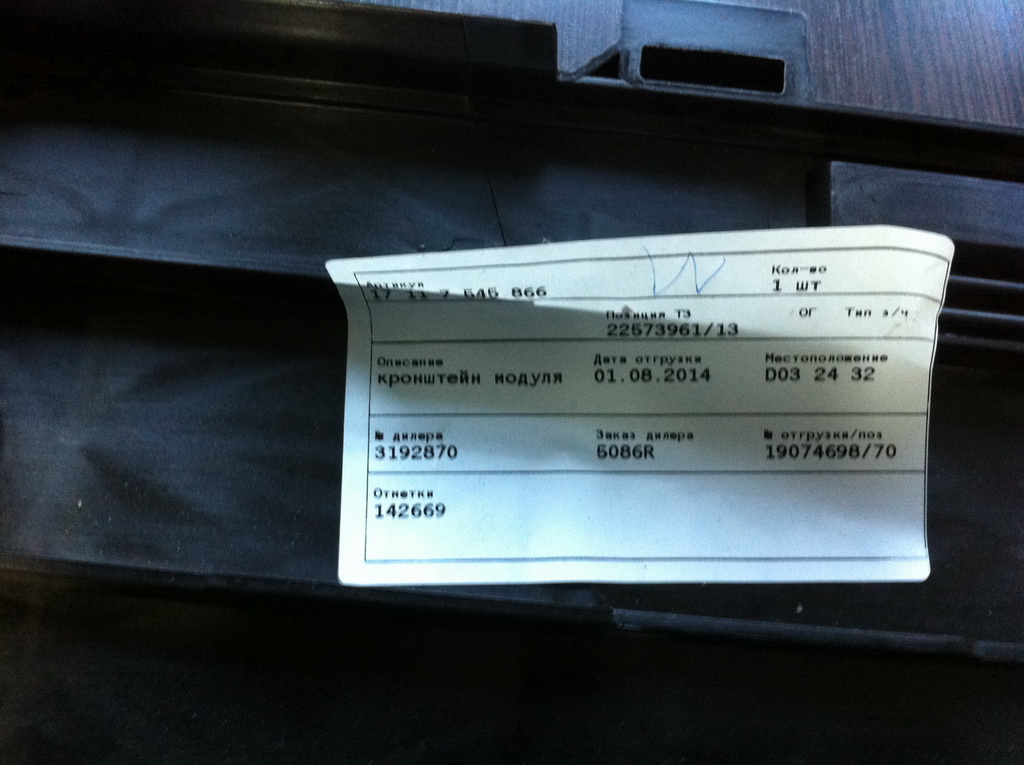 Артикул Кол-во
17 11 7 545 866 1 шт
Позиция ТЗ ОГ Тип з/ч
22573961/13
Описание Дата отгрузки Местоположение
кронштейн модуля 01.08.2014 D03 24 32
№ дилера Заказ дилера № отгрузки/поз
3192870 5086R 19074698/70
Отметки
142669